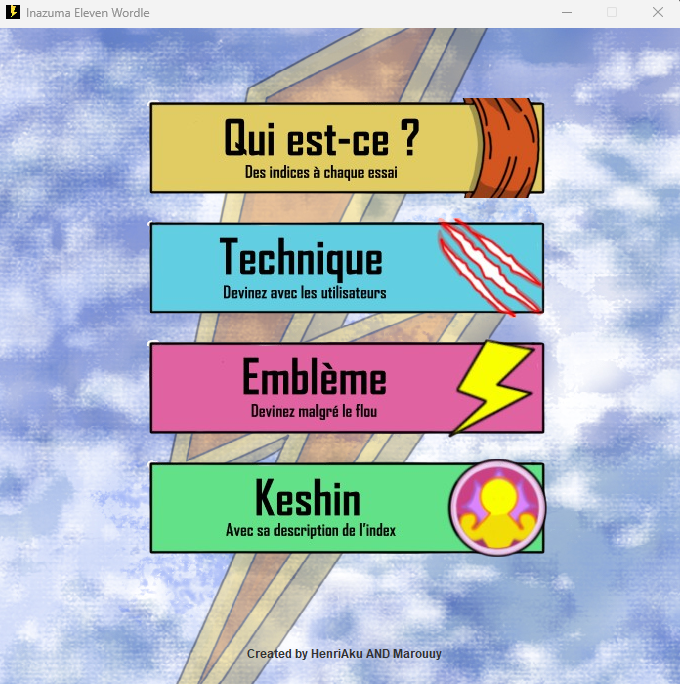 Inazuma Eleven Wordle
Qui est-ce ?
Des indices à chaque essai
Technique
Devinez avec les utilisateurs
Emblème
Devinez malgré le flou
Keshin
Avec sa description de l'index
Created by HenriAku AND Marouuy